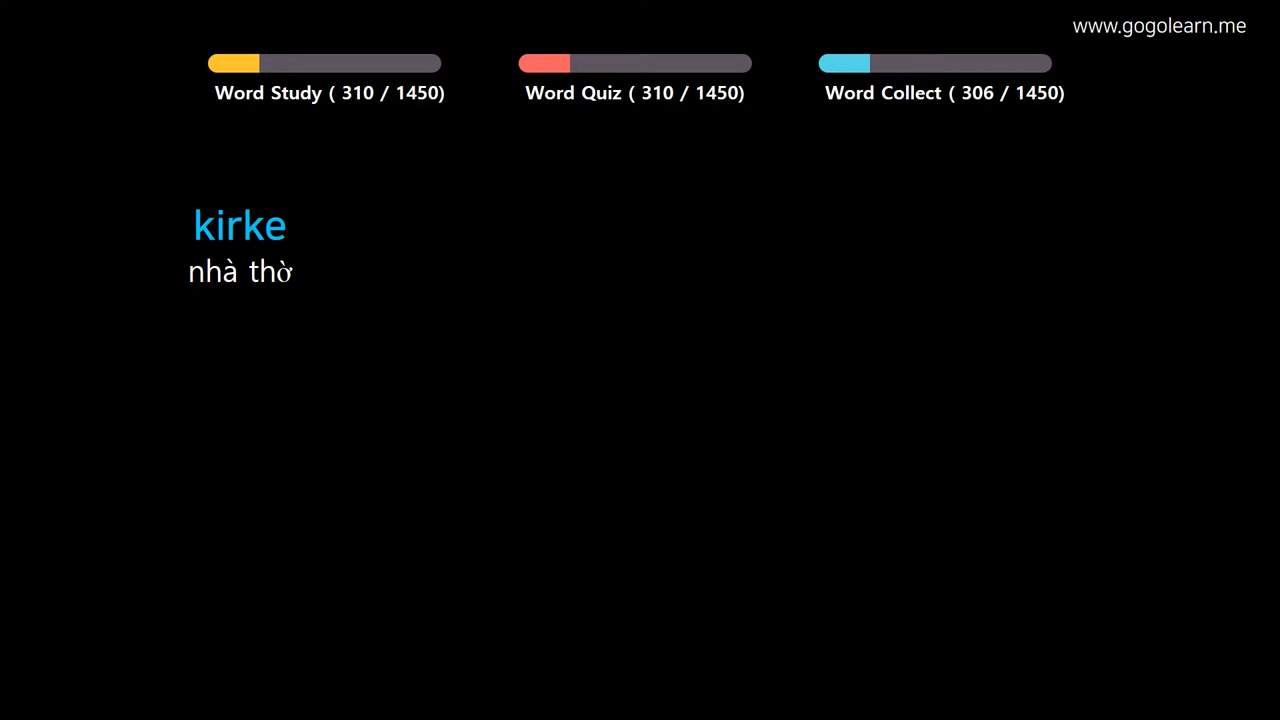 www.gogolearn.me
Word Study ( 310 / 1450)
Word Quiz ( 310 / 1450)
Word Collect ( 306 / 1450)
kirke
nhà thờ